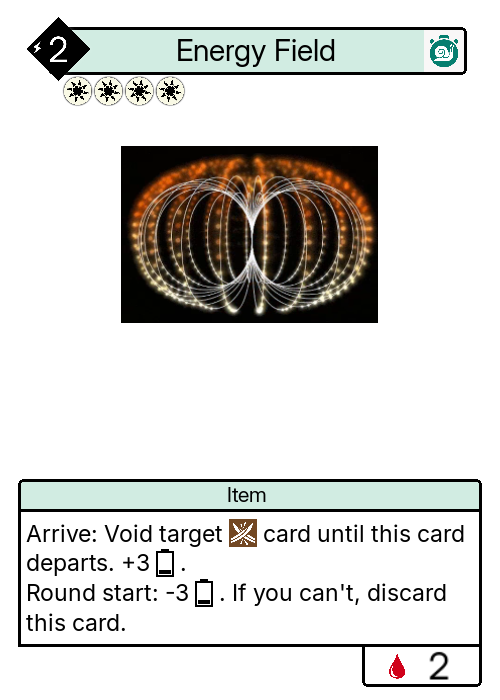 2
Energy Field
Item
Arrive: Void target card until this card
departs. +3 .
Round start: -3 . If you can't, discard
this card.
2